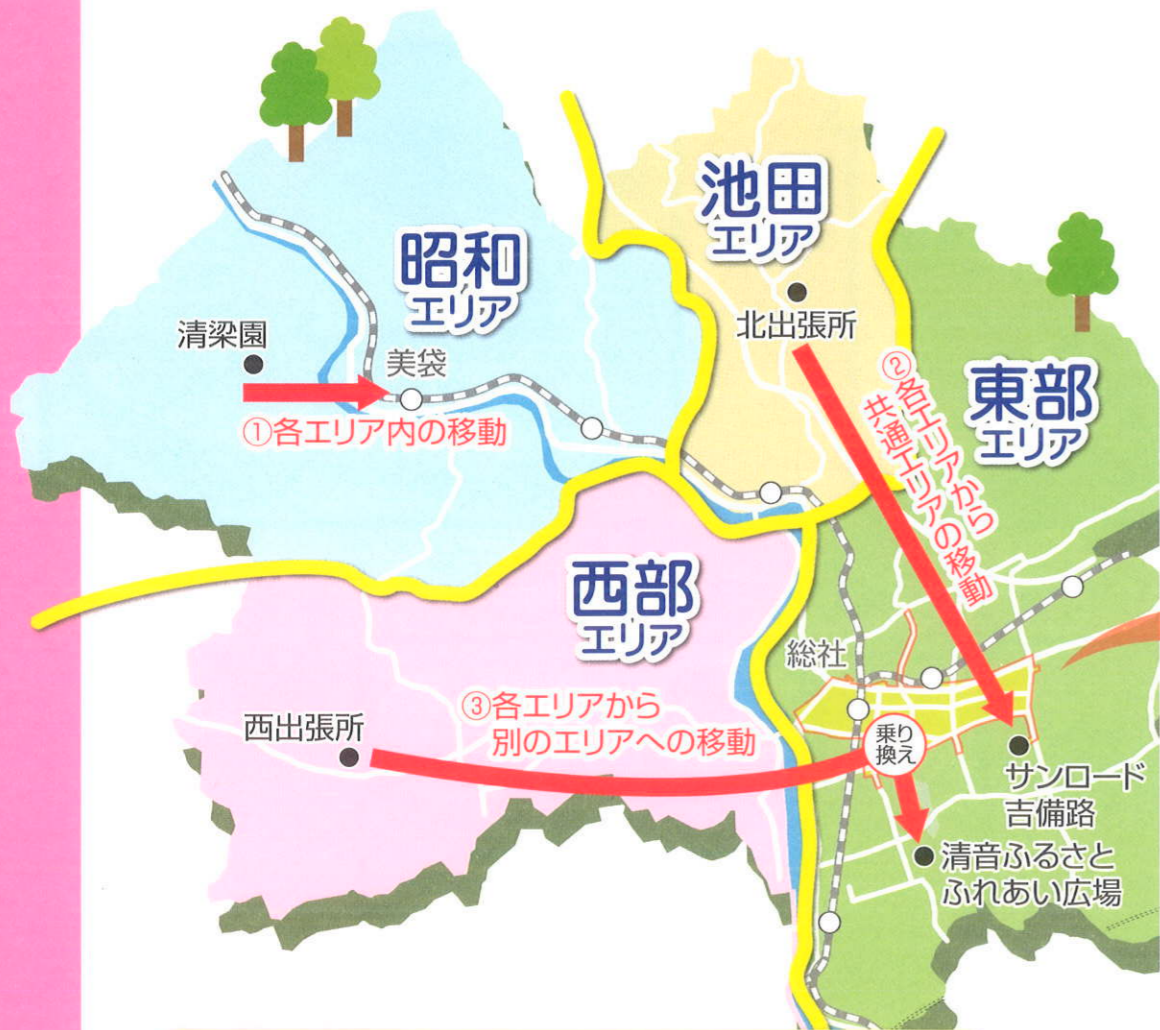 池田
エリア
昭和
エリア
清梁園
美袋
①各エリア内の移動
北出張所
②各エリアから
共通エリアの移動
東部
エリア
西部
エリア
総社
西出張所
③各エリアから
別のエリアへの移動
乗り
換え
サンロード
吉備路
清音ふるさと
ふれあい広場